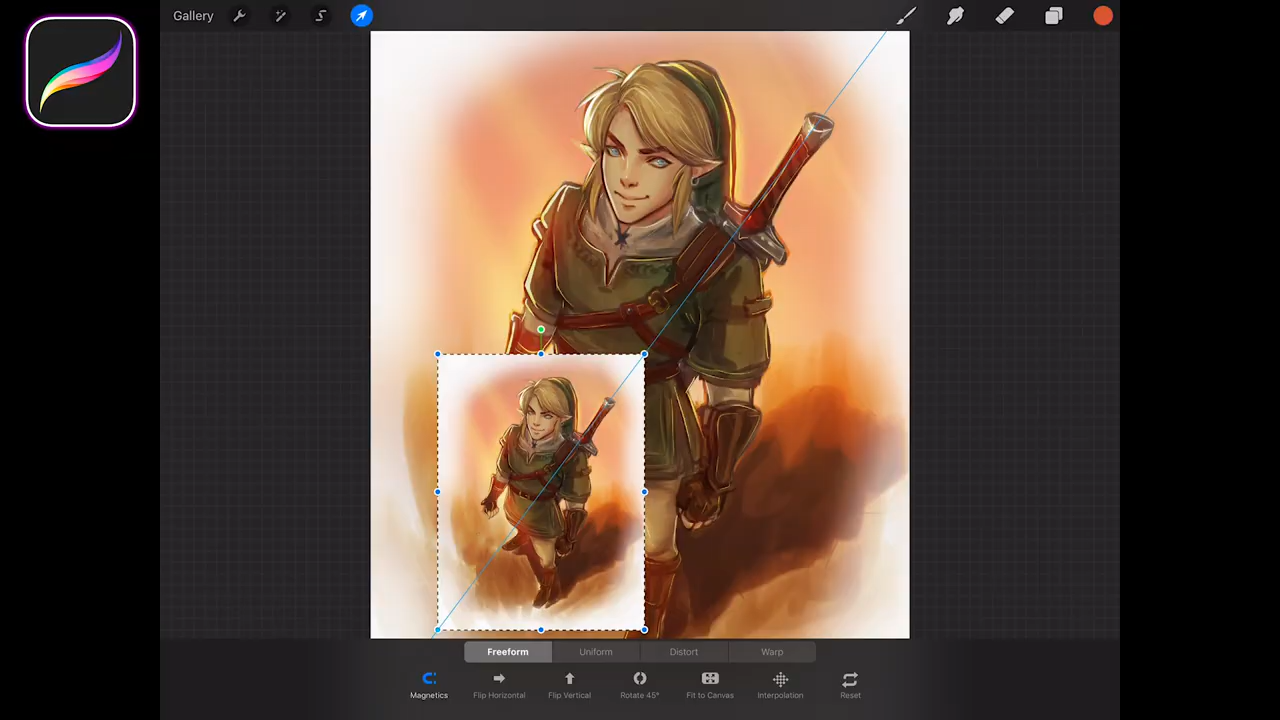 Gallery
Freeform Uniform Distort Warp
Magnetics Flip Horizontal Flip Vertical Rotate 45° Fit to Canvas Interpolation Reset